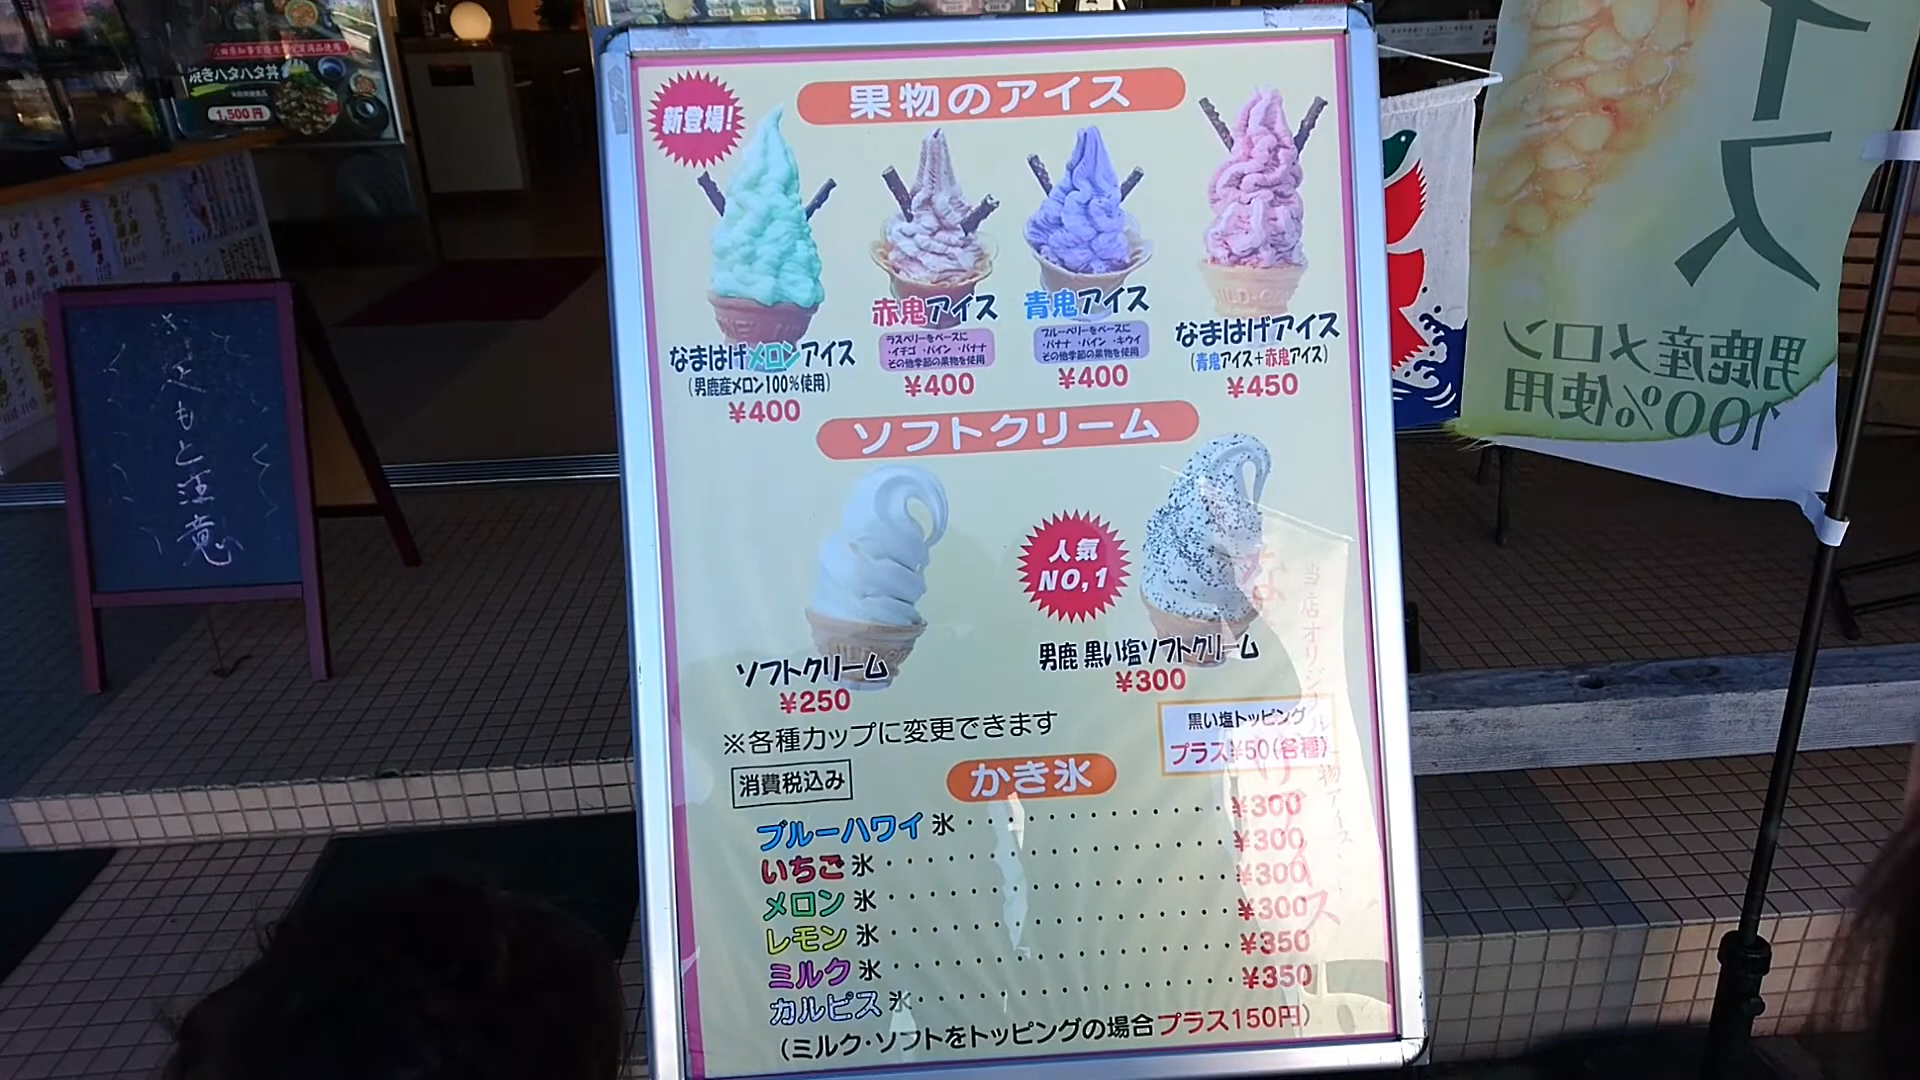 焼きハタハタ丼
1,500円
あしもと注意
新登場!
果物のアイス
なまはげメロンアイス
(男鹿産メロン100%使用)
¥400
赤鬼アイス
ラズベリーをベースに
・イチゴ ・パイン ・バナナ
その他季節の果物を使用
¥400
青鬼アイス
ブルーベリーをベースに
・バナナ ・パイン ・キウイ
その他季節の果物を使用
¥400
なまはげアイス
(青鬼アイス+赤鬼アイス)
¥450
ソフトクリーム
ソフトクリーム
¥250
人気
NO,1
男鹿 黒い塩ソフトクリーム
¥300
※各種カップに変更できます
黒い塩トッピング
プラス¥50(各種)
消費税込み
かき氷
ブルーハワイ氷 ¥300
いちご氷 ¥300
メロン氷 ¥300
レモン氷 ¥300
ミルク氷 ¥350
カルピス氷 ¥350
(ミルク・ソフトをトッピングの場合プラス150円)
イス
男鹿産メロン
100%使用